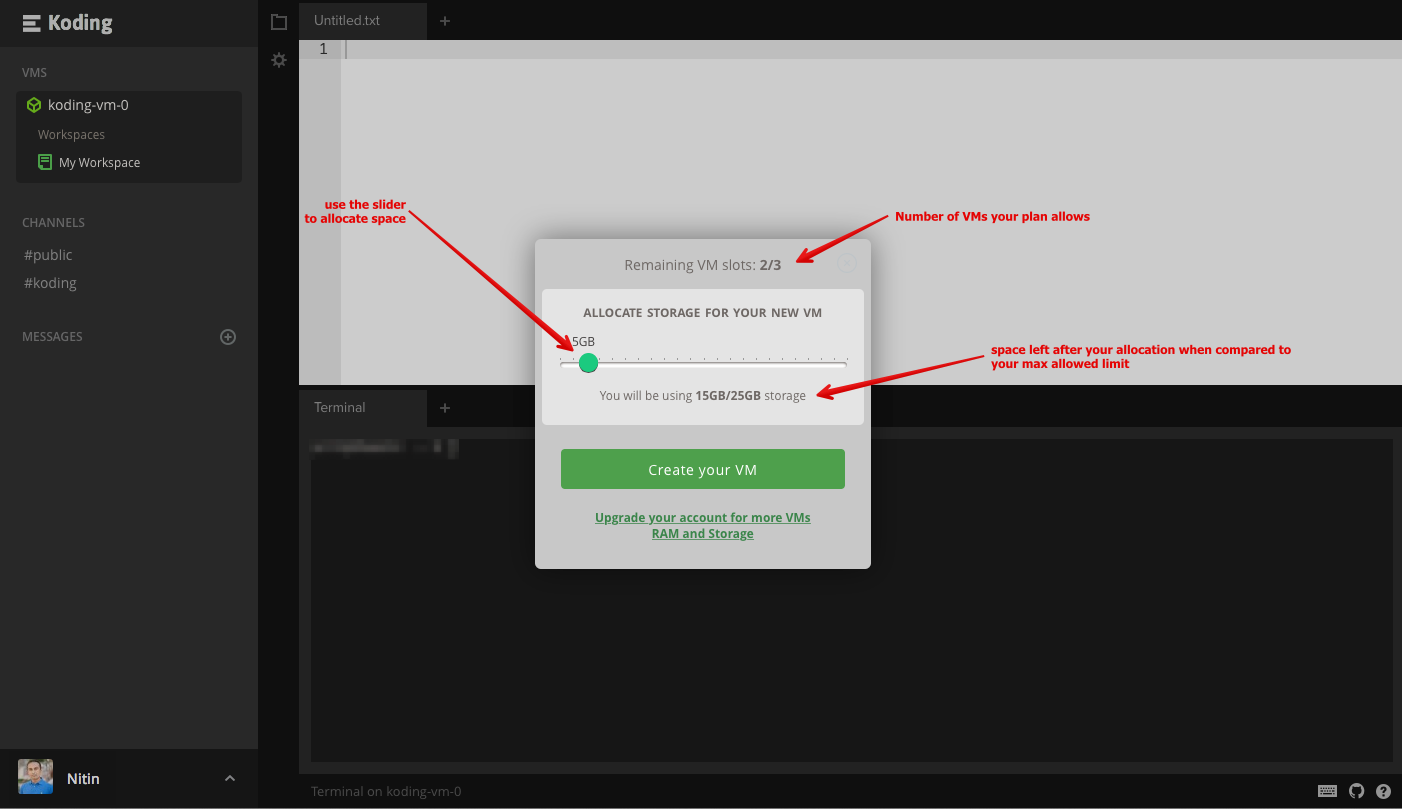 Koding
Untitled.txt
1
VMS
koding-vm-0
Workspaces
My Workspace
CHANNELS
#public
#koding
MESSAGES
use the slider
to allocate space
Number of VMs your plan allows
Remaining VM slots: 2/3
ALLOCATE STORAGE FOR YOUR NEW VM
5GB
space left after your allocation when compared to
your max allowed limit
You will be using 15GB/25GB storage
Terminal
Create your VM
Upgrade your account for more VMs
RAM and Storage
Nitin
Terminal on koding-vm-0